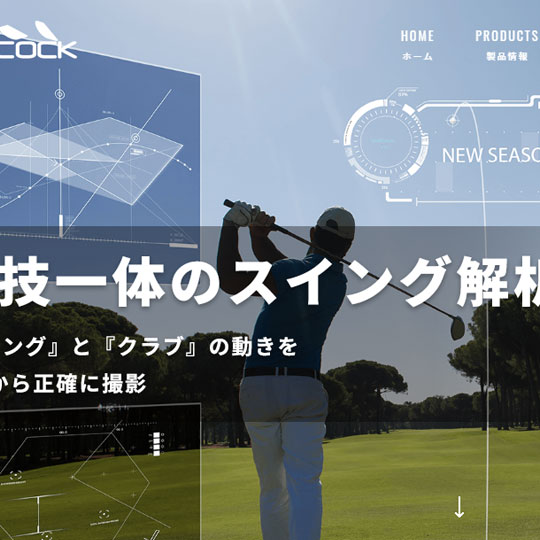 COCK
HOME
PRODUCTS
ホーム
製品情報
NEW SEASO
技一体のスイング解析
ング』と『クラブ』の動きを
から正確に撮影